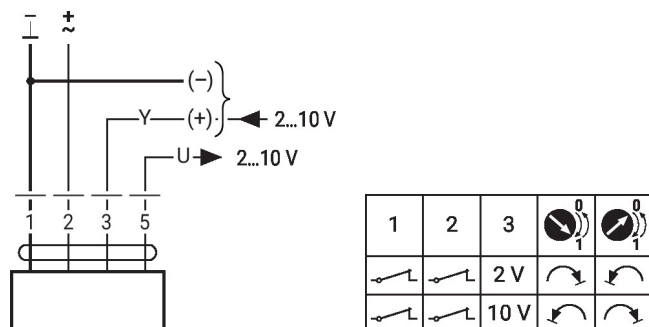 – +
⊥ ~
(–)
Y (+) 2...10 V
U 2...10 V
1 2 3 5
1 2 3 0 1 0 1
2 V
10 V